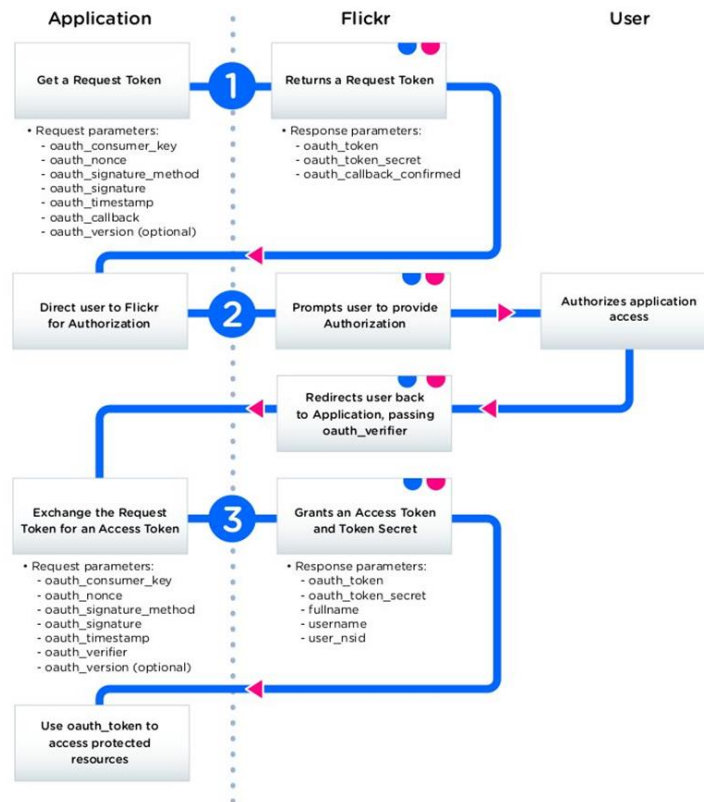 Application
Flickr
User
Get a Request Token
1
Returns a Request Token
• Request parameters:
- oauth_consumer_key
- oauth_nonce
- oauth_signature_method
- oauth_signature
- oauth_timestamp
- oauth_callback
- oauth_version (optional)
• Response parameters:
- oauth_token
- oauth_token_secret
- oauth_callback_confirmed
Direct user to Flickr
for Authorization
2
Prompts user to provide
Authorization
Authorizes application
access
Redirects user back
to Application, passing
oauth_verifier
Exchange the Request
Token for an Access Token
3
Grants an Access Token
and Token Secret
• Request parameters:
- oauth_consumer_key
- oauth_nonce
- oauth_signature_method
- oauth_signature
- oauth_timestamp
- oauth_verifier
- oauth_version (optional)
• Response parameters:
- oauth_token
- oauth_token_secret
- fullname
- username
- user_nsid
Use oauth_token to
access protected
resources